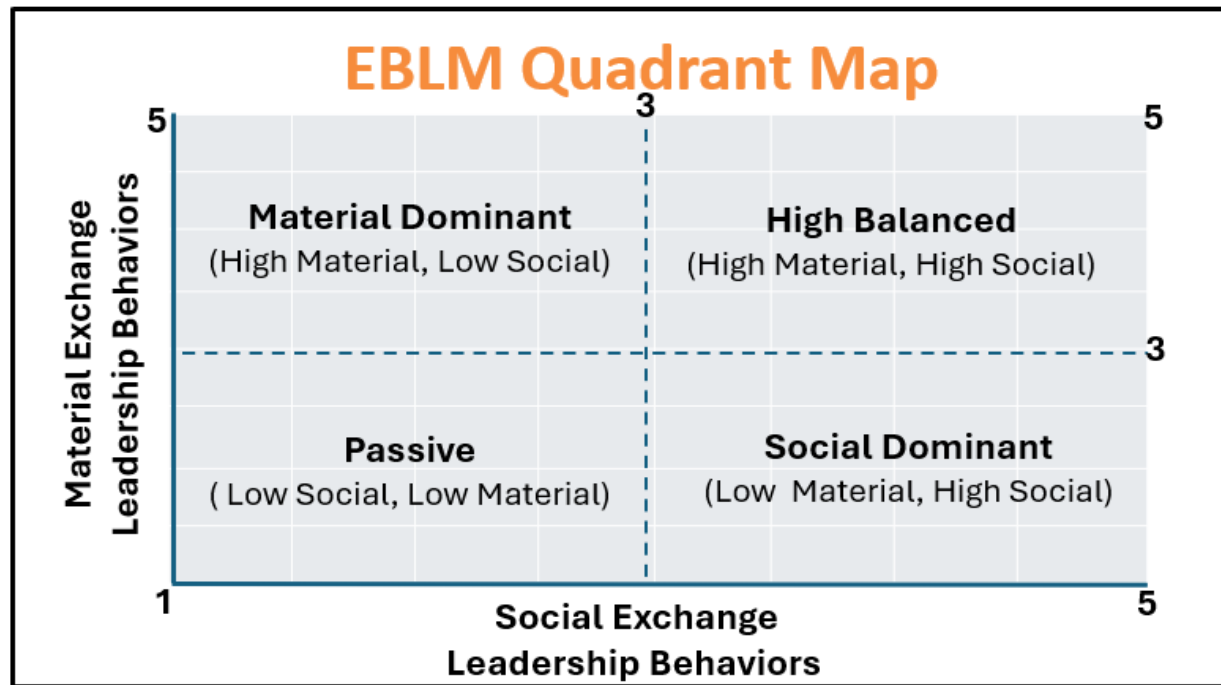 EBLM Quadrant Map
5
3
5
Material Dominant
(High Material, Low Social)
High Balanced
(High Material, High Social)
Material Exchange
Leadership Behaviors
3
Passive
( Low Social, Low Material)
Social Dominant
(Low  Material, High Social)
1
5
Social Exchange
Leadership Behaviors